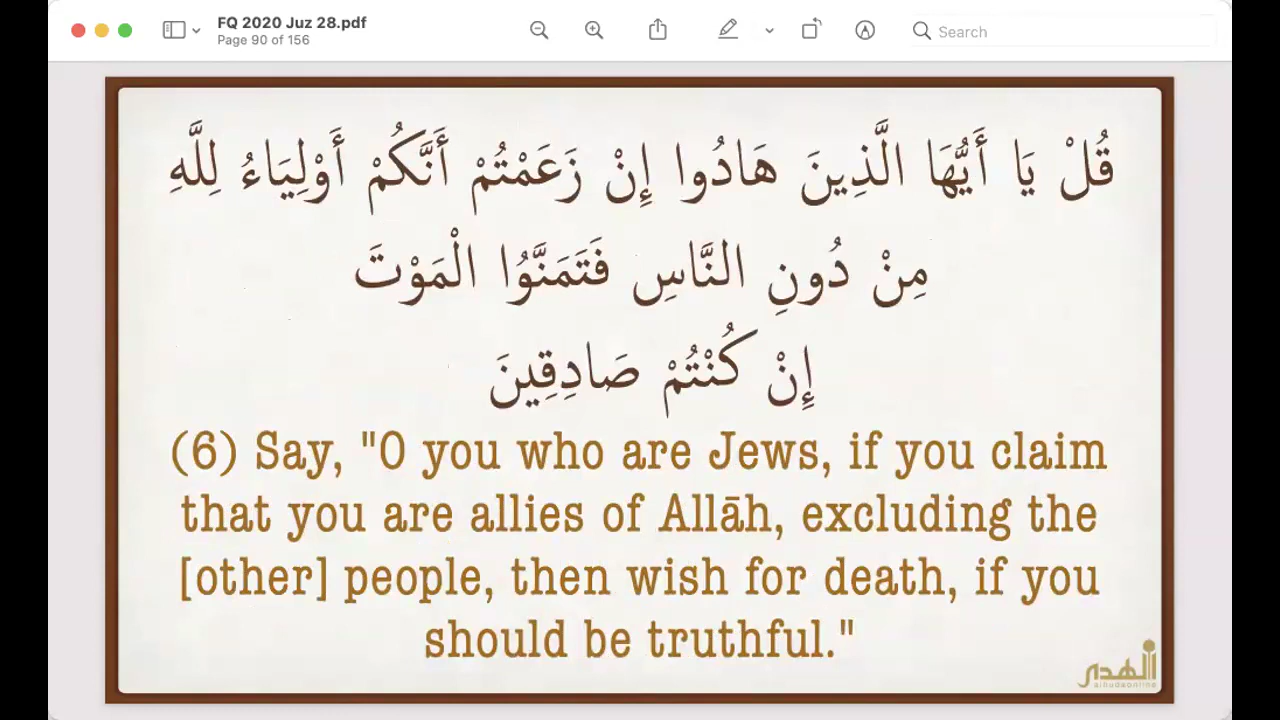 FQ 2020 Juz 28.pdf
Page 90 of 156
Search
قُلْ يَا أَيُّهَا الَّذِينَ هَادُوا إِنْ زَعَمْتُمْ أَنَّكُمْ أَوْلِيَاءُ لِلَّهِ
مِنْ دُونِ النَّاسِ فَتَمَنَّوُا الْمَوْتَ
إِنْ كُنْتُمْ صَادِقِينَ
(6) Say, "O you who are Jews, if you claim
that you are allies of Allāh, excluding the
[other] people, then wish for death, if you
should be truthful."
الهدى
alhudaonline